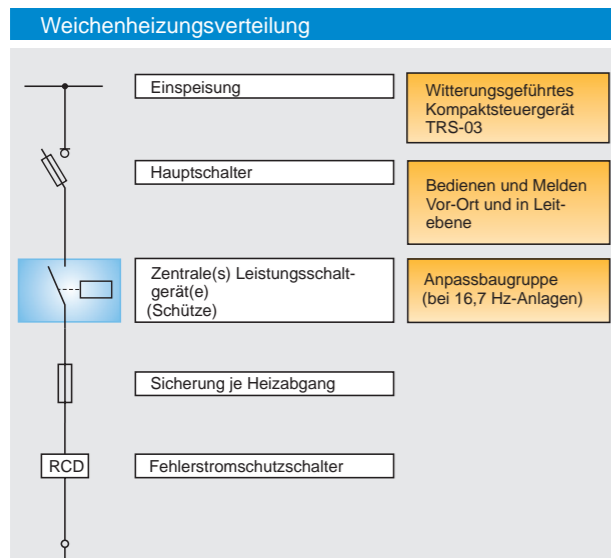 Weichenheizungsverteilung
Einspeisung
Witterungsgeführtes
Kompaktsteuergerät
TRS-03
Hauptschalter
Bedienen und Melden
Vor-Ort und in Leit-
ebene
Zentrale(s) Leistungsschalt-
gerät(e)
(Schütze)
Anpassbaugruppe
(bei 16,7 Hz-Anlagen)
Sicherung je Heizabgang
RCD
Fehlerstromschutzschalter